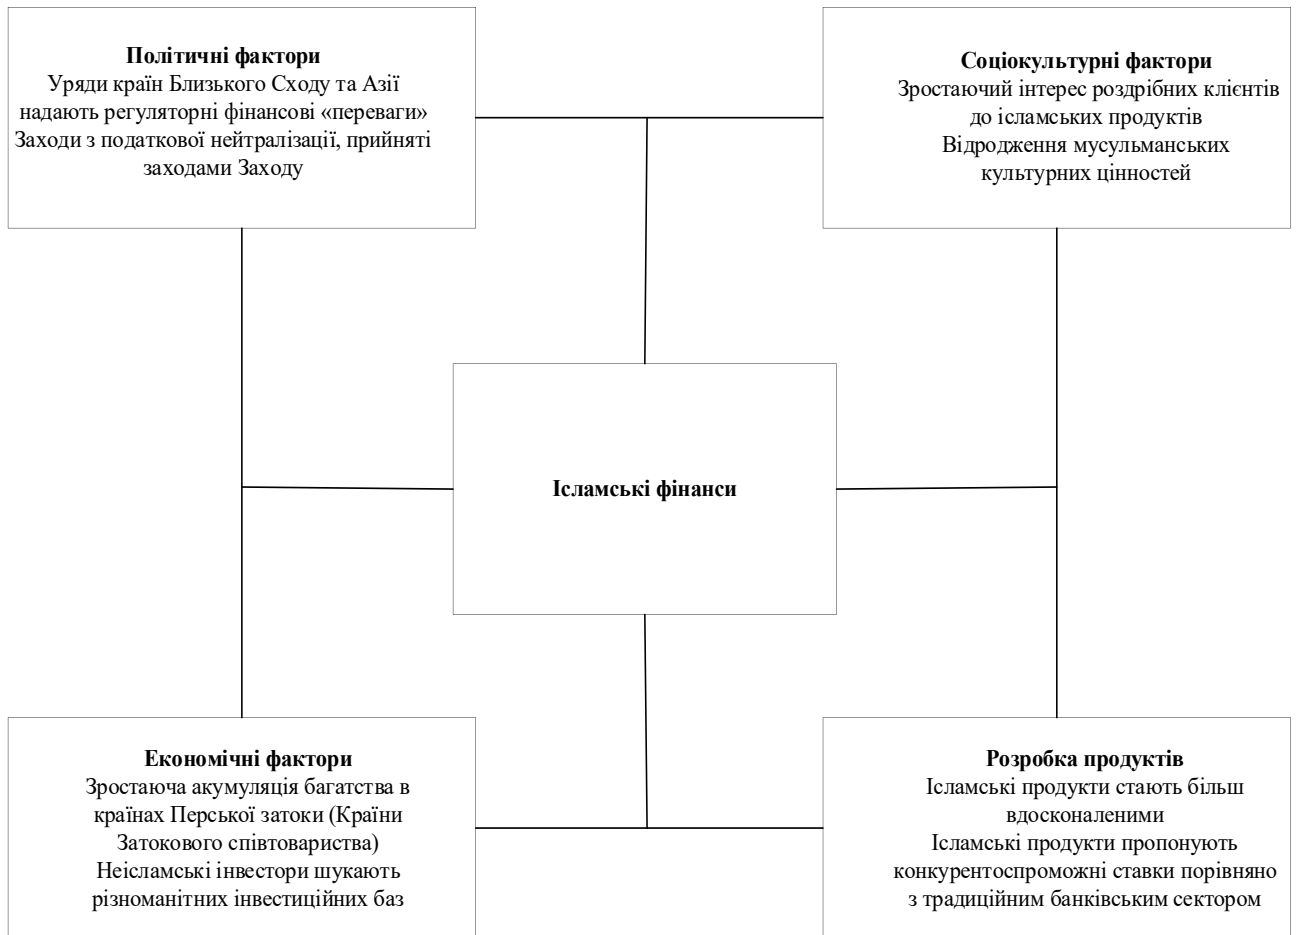 Політичні фактори
Уряди країн Близького Сходу та Азії
надають регуляторні фінансові «переваги»
Заходи з податкової нейтралізації, прийняті
заходами Заходу
Соціокультурні фактори
Зростаючий інтерес роздрібних клієнтів
до ісламських продуктів
Відродження мусульманських
культурних цінностей
Ісламські фінанси
Економічні фактори
Зростаюча акумуляція багатства в
країнах Перської затоки (Країни
Затокового співтовариства)
Неісламські інвестори шукають
різноманітних інвестиційних баз
Розробка продуктів
Ісламські продукти стають більш
вдосконаленими
Ісламські продукти пропонують
конкурентоспроможні ставки порівняно
з традиційним банківським сектором